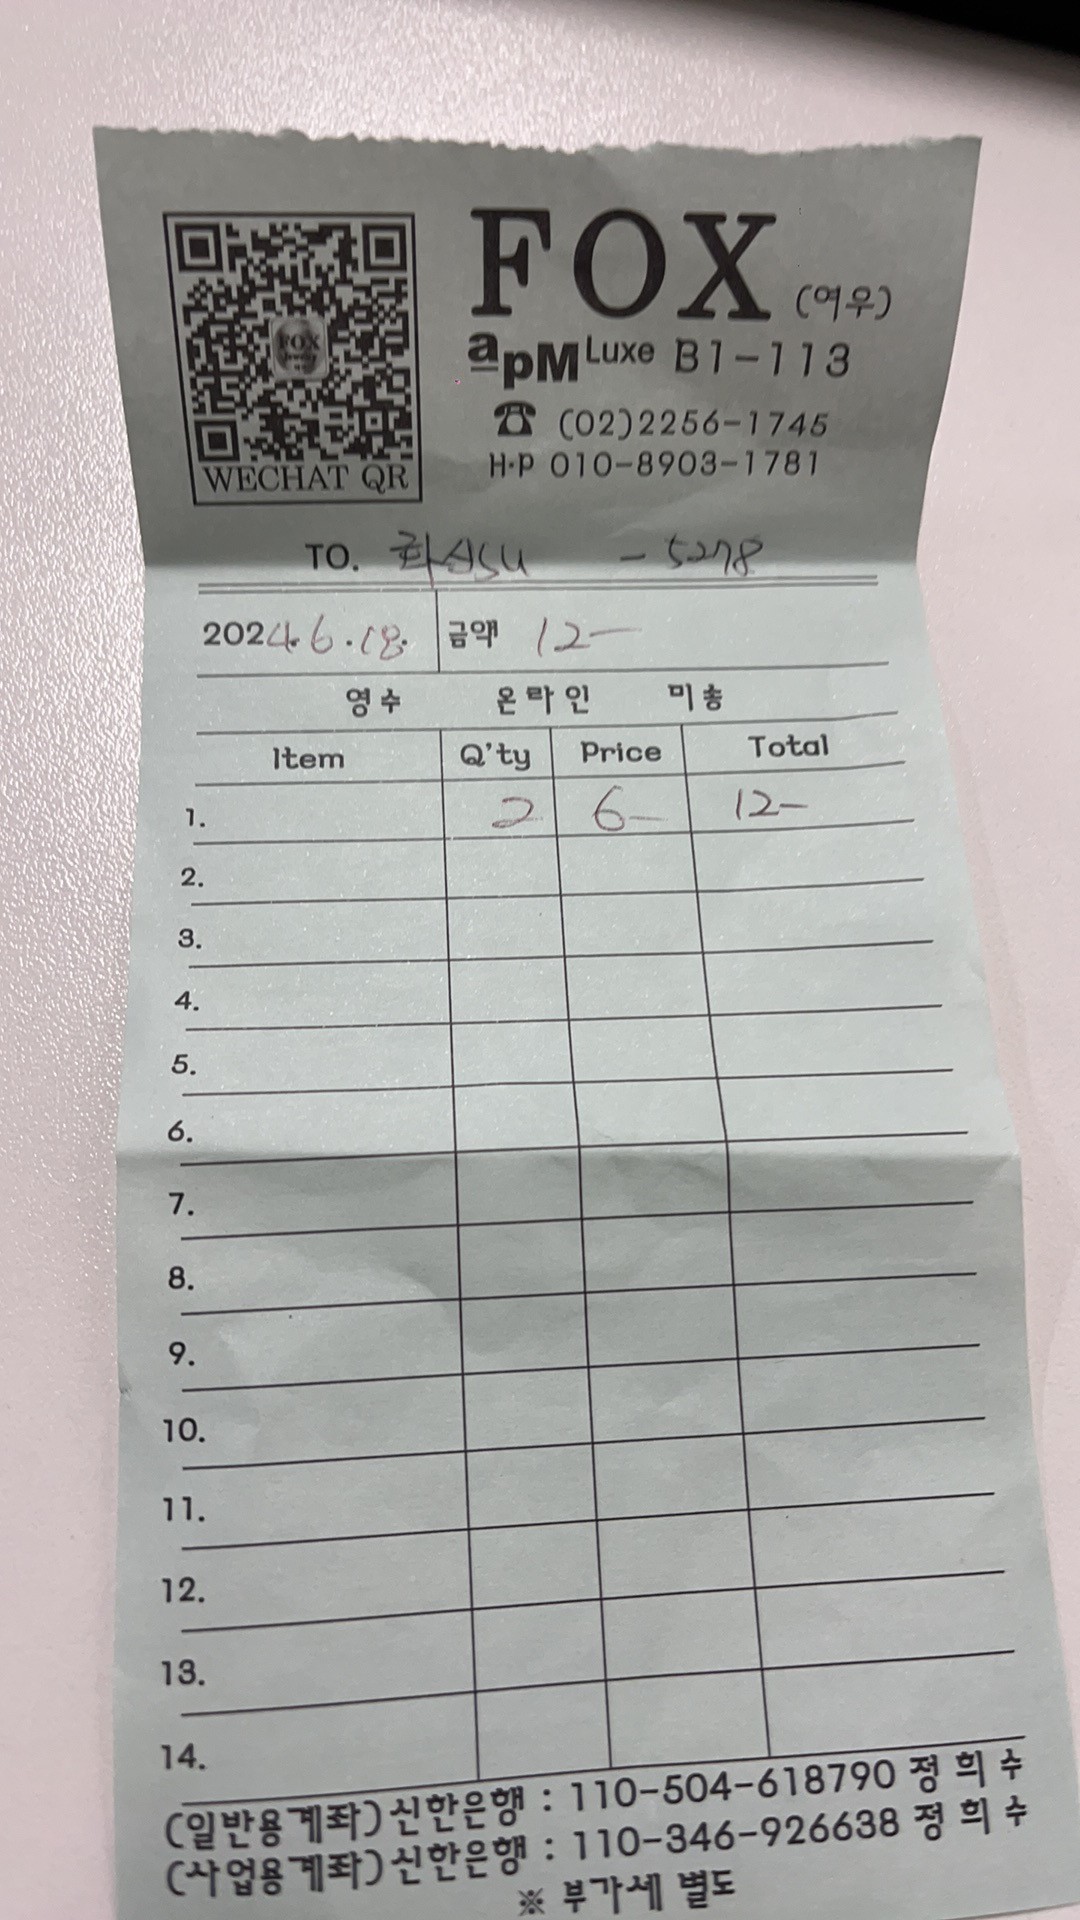 FOX (여우)
apM Luxe B1-113
☎ (02)2256-1745
H·P 010-8903-1781
FOX
WECHAT QR
TO. - 5278
2024.6.18. 금액 12-
영수 온라인 미송
Item Q'ty Price Total
1. 2 6- 12-
2.
3.
4.
5.
6.
7.
8.
9.
10.
11.
12.
13.
14.
(일반용계좌)신한은행 : 110-504-618790 정희수
(사업용계좌)신한은행 : 110-346-926638 정희수
※ 부가세 별도